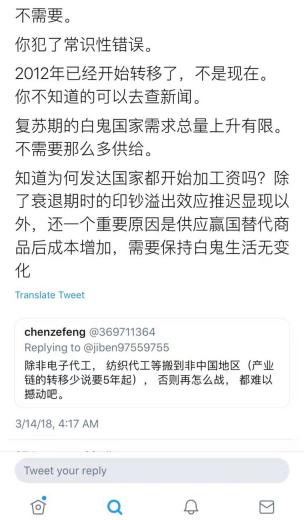 不需要。
你犯了常识性错误。
2012年已经开始转移了，不是现在。
你不知道的可以去查新闻。
复苏期的白鬼国家需求总量上升有限。
不需要那么多供给。
知道为何发达国家都开始加工资吗？除
了衰退期时的印钞溢出效应推迟显现以
外，还一个重要原因是供应赢国替代商
品后成本增加，需要保持白鬼生活无变
化
Translate Tweet
chenzefeng @369711364
Replying to @jiben97559755
除非电子代工， 纺织代工等搬到非中国地区（产业
链的转移少说要5年起），否则再怎么战， 都难以
撼动吧。
3/14/18, 4:17 AM
Tweet your reply